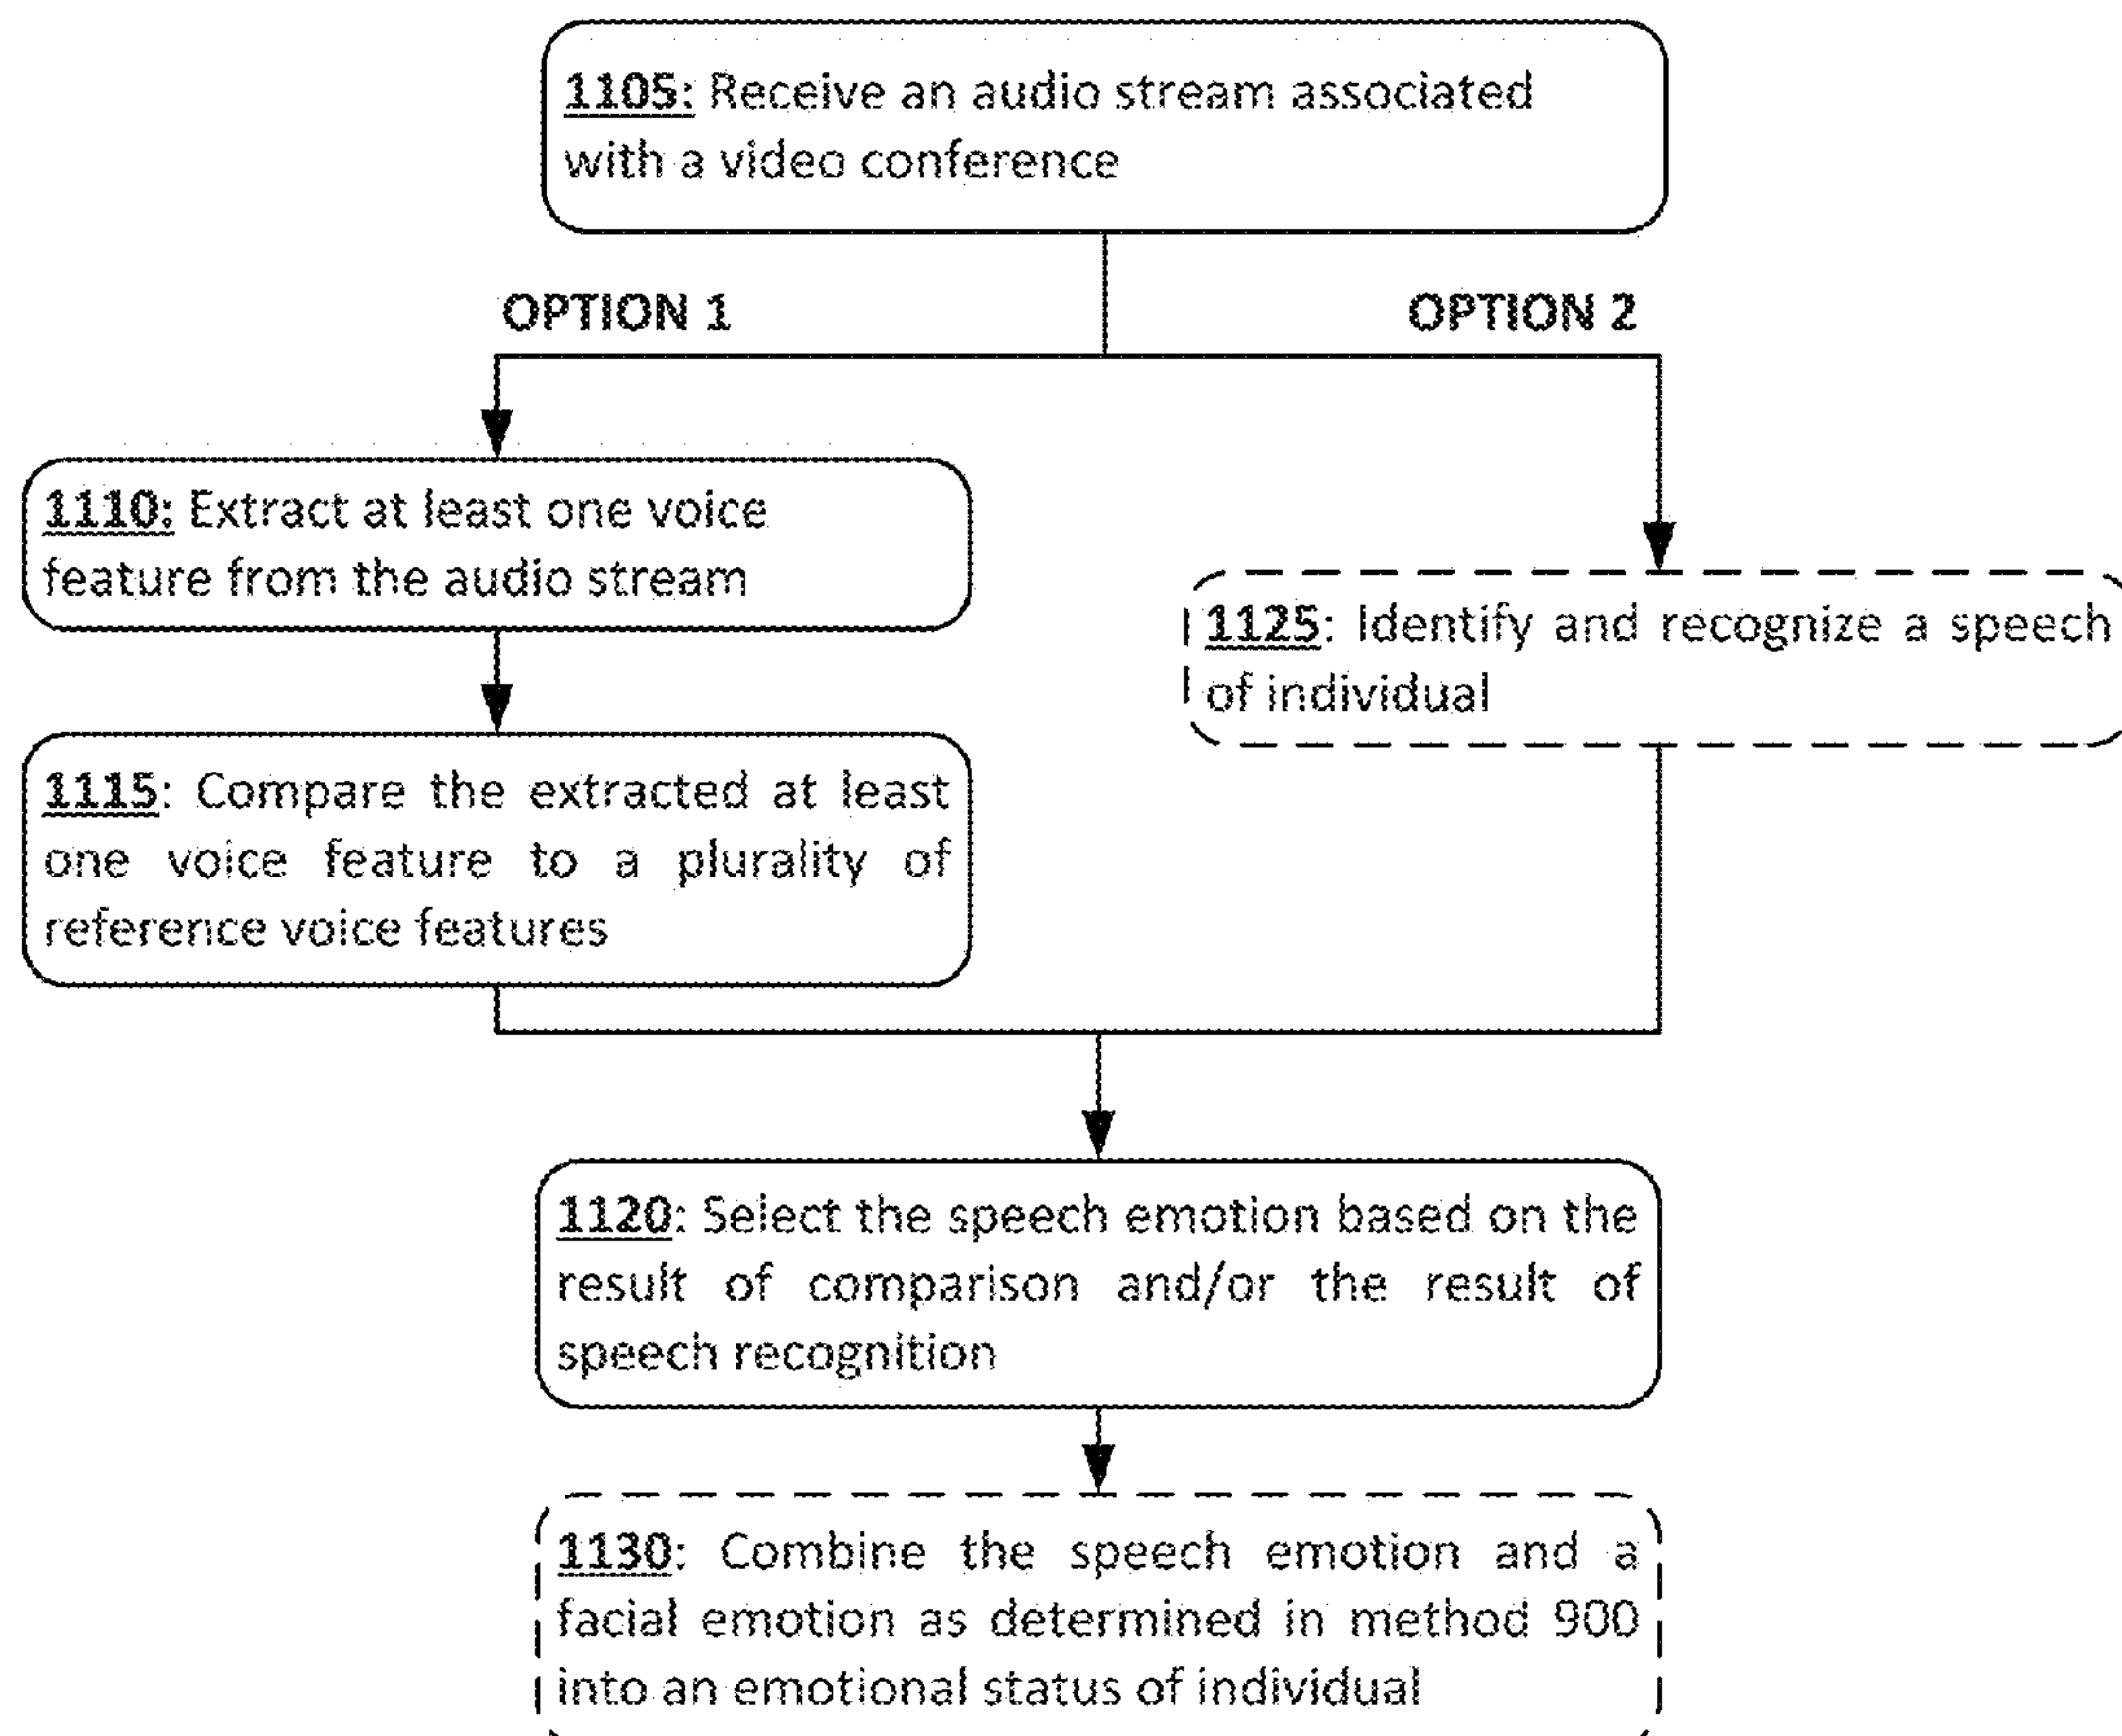 1105: Receive an audio stream associated
with a video conference
OPTION 1
OPTION 2
1110: Extract at least one voice
feature from the audio stream
1125: Identify and recognize a speech
of individual
1115: Compare the extracted at least
one voice feature to a plurality of
reference voice features
1120: Select the speech emotion based on the
result of comparison and/or the result of
speech recognition
1130: Combine the speech emotion and a
facial emotion as determined in method 900
into an emotional status of individual